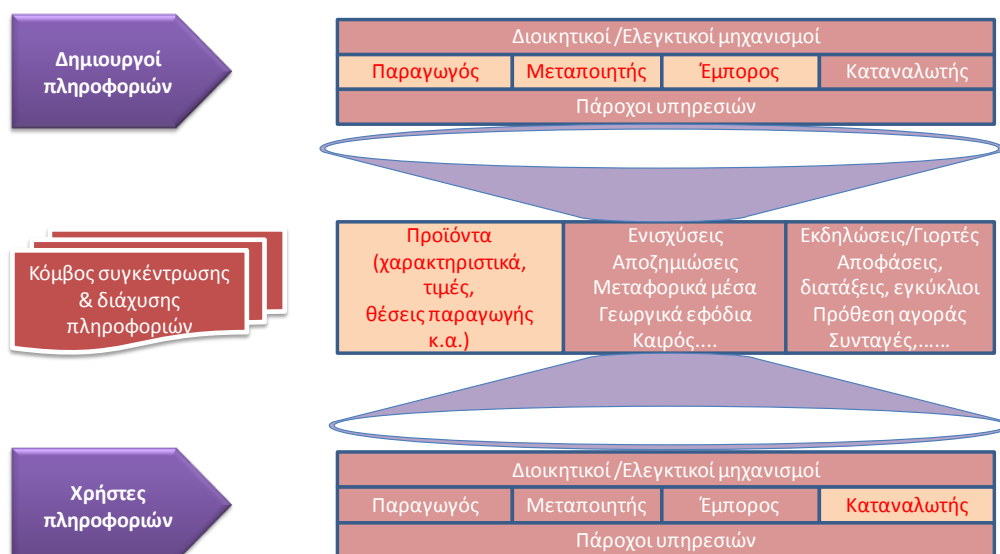 Δημιουργοί
πληροφοριών
Διοικητικοί /Ελεγκτικοί μηχανισμοί
Παραγωγός Μεταποιητής Έμπορος Καταναλωτής
Πάροχοι υπηρεσιών
Κόμβος συγκέντρωσης
& διάχυσης
πληροφοριών
Προϊόντα
(χαρακτηριστικά,
τιμές,
θέσεις παραγωγής
κ.α.)
Ενισχύσεις
Αποζημιώσεις
Μεταφορικά μέσα
Γεωργικά εφόδια
Καιρός....
Εκδηλώσεις/Γιορτές
Αποφάσεις,
διατάξεις, εγκύκλιοι
Πρόθεση αγοράς
Συνταγές,......
Χρήστες
πληροφοριών
Διοικητικοί /Ελεγκτικοί μηχανισμοί
Παραγωγός Μεταποιητής Έμπορος Καταναλωτής
Πάροχοι υπηρεσιών